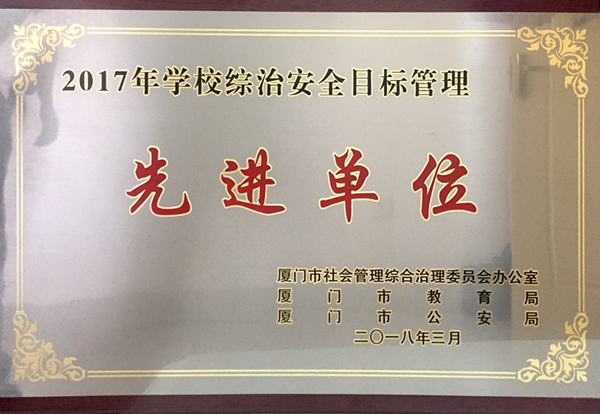 2017年学校综治安全目标管理
先进单位
厦门市社会管理综合治理委员会办公室
厦门市教育局
厦门市公安局
二〇一八年三月